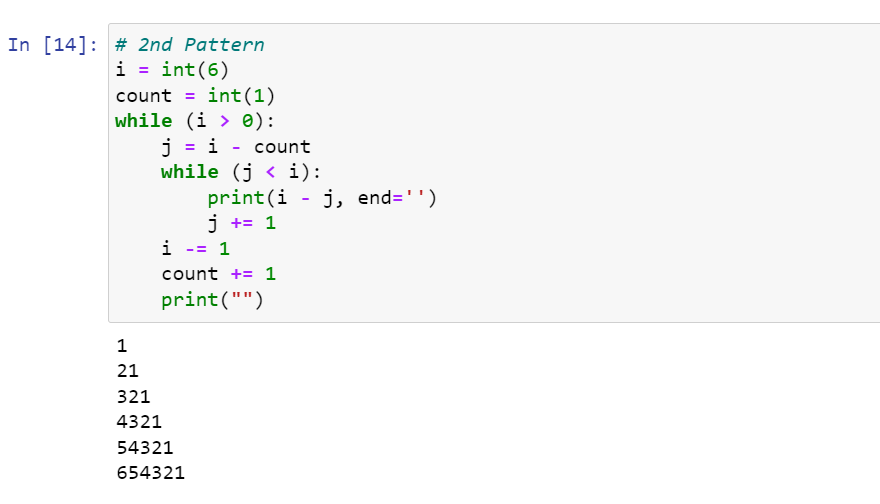 In [14]: # 2nd Pattern
i = int(6)
count = int(1)
while (i > 0):
    j = i - count
    while (j < i):
        print(i - j, end='')
        j += 1
    i -= 1
    count += 1
    print("")
1
21
321
4321
54321
654321